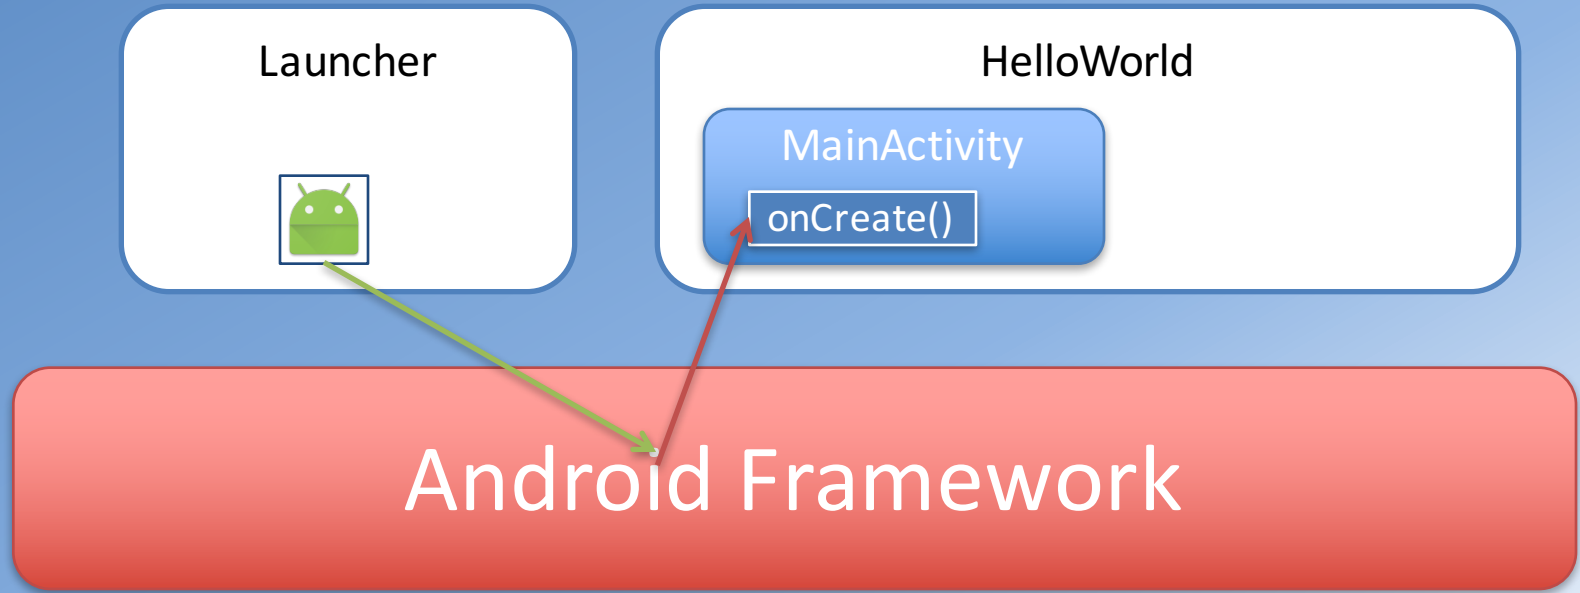 Launcher
HelloWorld
MainActivity
onCreate()
Android Framework